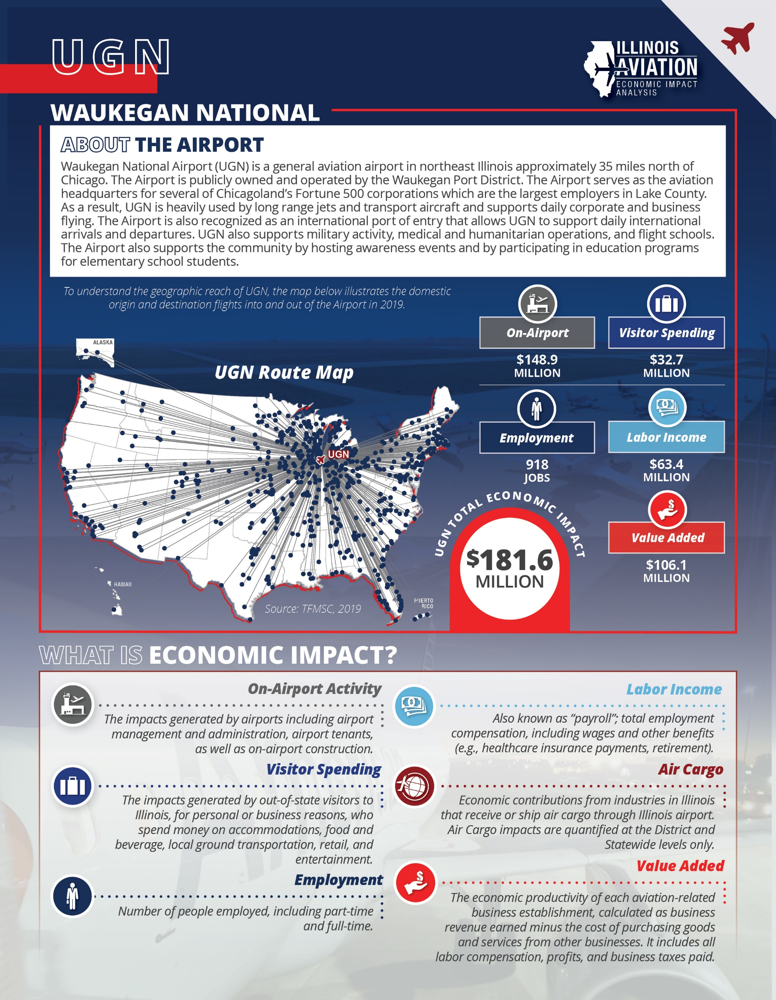 UGN
ILLINOIS
AVIATION
ECONOMIC IMPACT
ANALYSIS
WAUKEGAN NATIONAL
ABOUT THE AIRPORT
Waukegan National Airport (UGN) is a general aviation airport in northeast Illinois approximately 35 miles north of
Chicago. The Airport is publicly owned and operated by the Waukegan Port District. The Airport serves as the aviation
headquarters for several of Chicagoland's Fortune 500 corporations which are the largest employers in Lake County.
As a result, UGN is heavily used by long range jets and transport aircraft and supports daily corporate and business
flying. The Airport is also recognized as an international port of entry that allows UGN to support daily international
arrivals and departures. UGN also supports military activity, medical and humanitarian operations, and flight schools.
The Airport also supports the community by hosting awareness events and by participating in education programs
for elementary school students.
To understand the geographic reach of UGN, the map below illustrates the domestic
origin and destination flights into and out of the Airport in 2019.
ALASKA
UGN Route Map
UGN
HAWAII
PUERTO
RICO
Source: TFMSC, 2019
On-Airport
$148.9
MILLION
Visitor Spending
$32.7
MILLION
Employment
918
JOBS
Labor Income
$63.4
MILLION
UGN TOTAL ECONOMIC IMPACT
$181.6
MILLION
Value Added
$106.1
MILLION
WHAT IS ECONOMIC IMPACT?
On-Airport Activity
The impacts generated by airports including airport
management and administration, airport tenants,
as well as on-airport construction.
Visitor Spending
The impacts generated by out-of-state visitors to
Illinois, for personal or business reasons, who
spend money on accommodations, food and
beverage, local ground transportation, retail, and
entertainment.
Employment
Number of people employed, including part-time
and full-time.
Labor Income
Also known as “payroll”; total employment
compensation, including wages and other benefits
(e.g., healthcare insurance payments, retirement).
Air Cargo
Economic contributions from industries in Illinois
that receive or ship air cargo through Illinois airport.
Air Cargo impacts are quantified at the District and
Statewide levels only.
Value Added
The economic productivity of each aviation-related
business establishment, calculated as business
revenue earned minus the cost of purchasing goods
and services from other businesses. It includes all
labor compensation, profits, and business taxes paid.